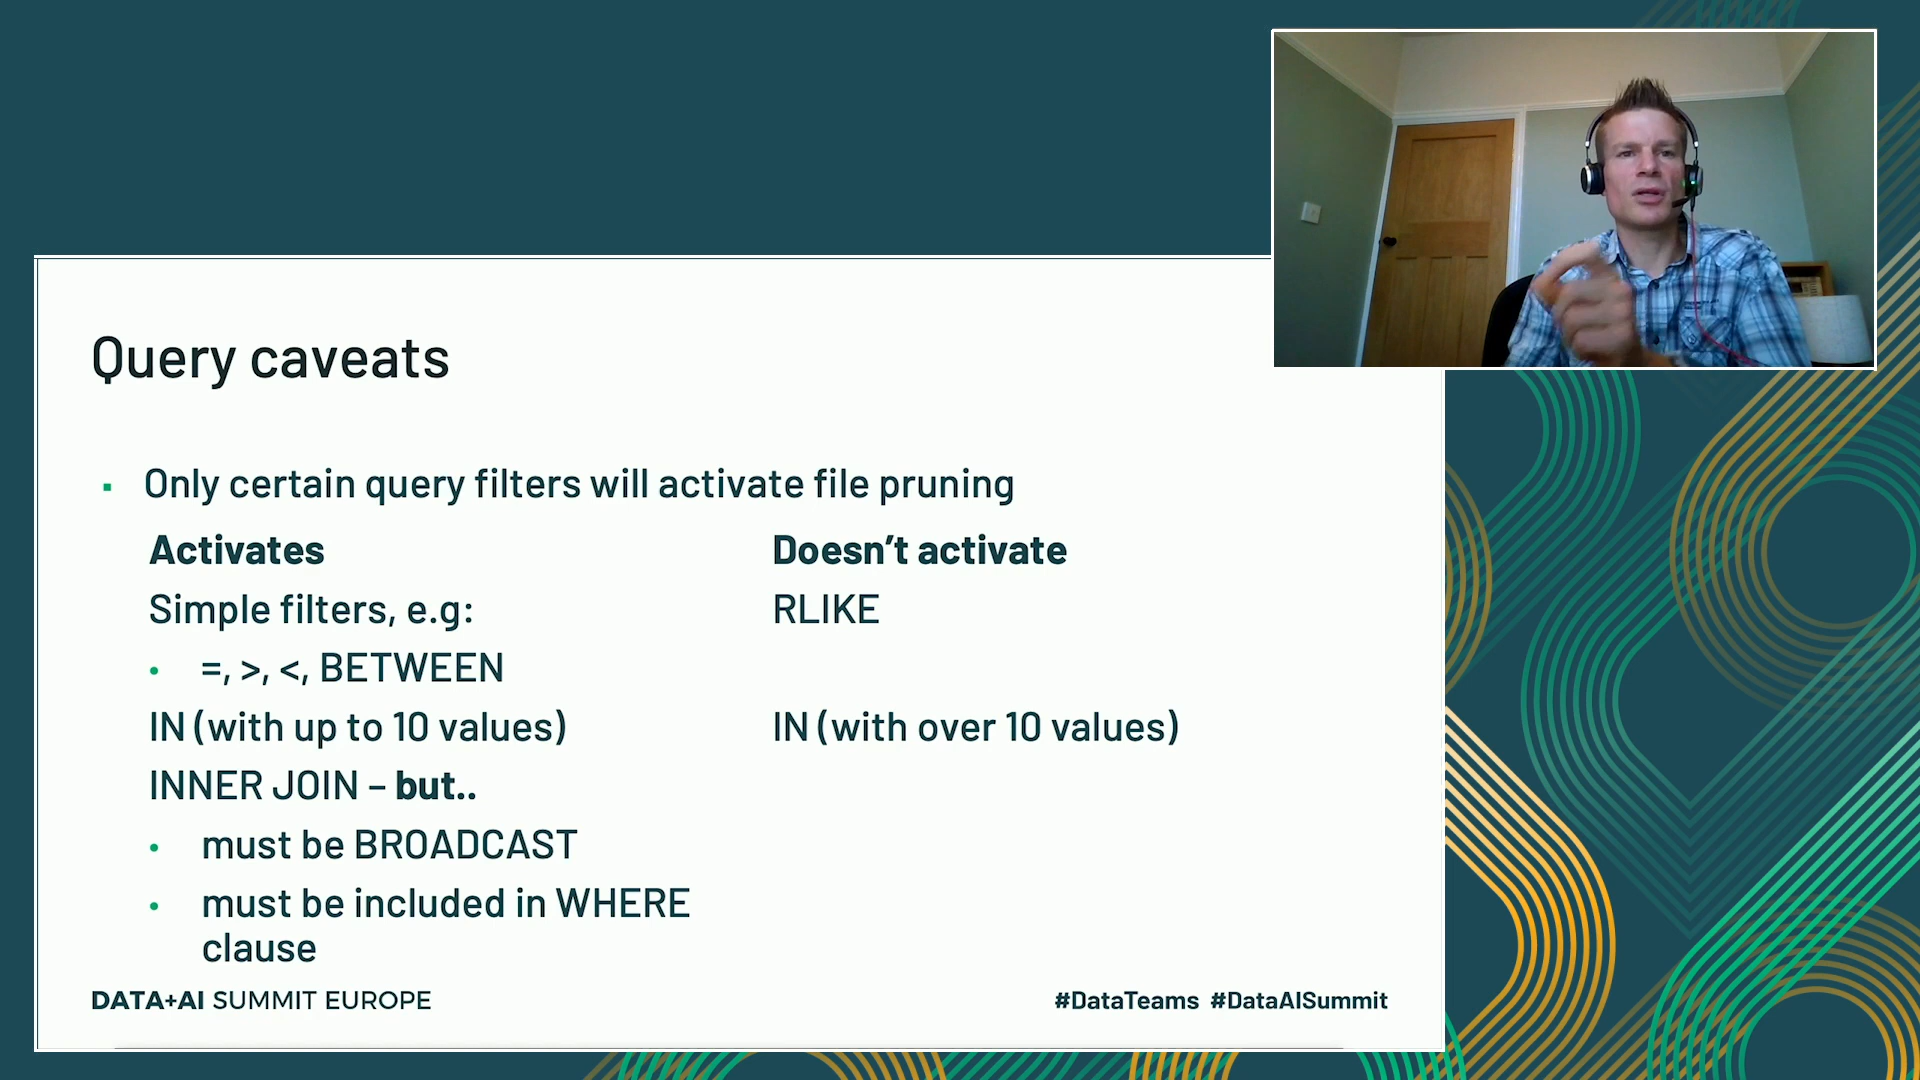 Query caveats
Only certain query filters will activate file pruning
Activates
Doesn't activate
Simple filters, e.g:
RLIKE
=, >, <, BETWEEN
IN (with up to 10 values)
IN (with over 10 values)
INNER JOIN – but..
must be BROADCAST
must be included in WHERE
clause
DATA+AI SUMMIT EUROPE
#DataTeams #DataAISummit